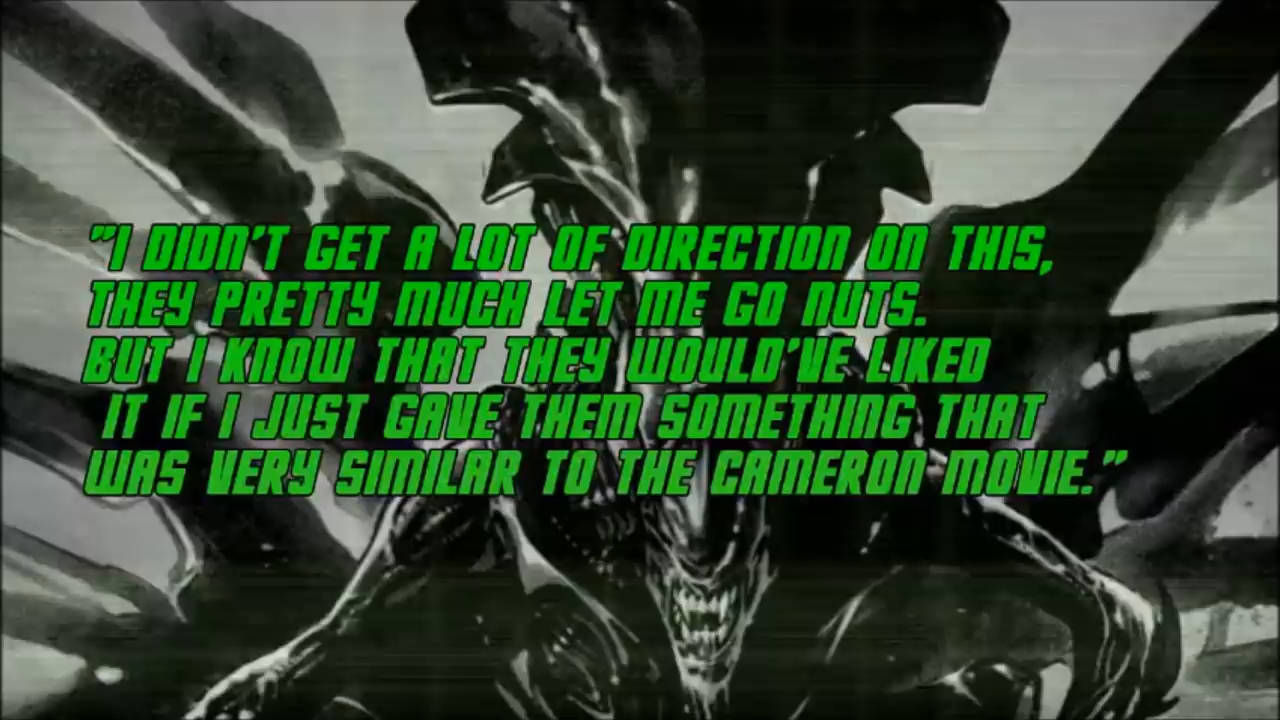 "I DIDN'T GET A LOT OF DIRECTION ON THIS,
THEY PRETTY MUCH LET ME GO NUTS.
BUT I KNOW THAT THEY WOULD'VE LIKED
IT IF I JUST GAVE THEM SOMETHING THAT
WAS VERY SIMILAR TO THE CAMERON MOVIE."